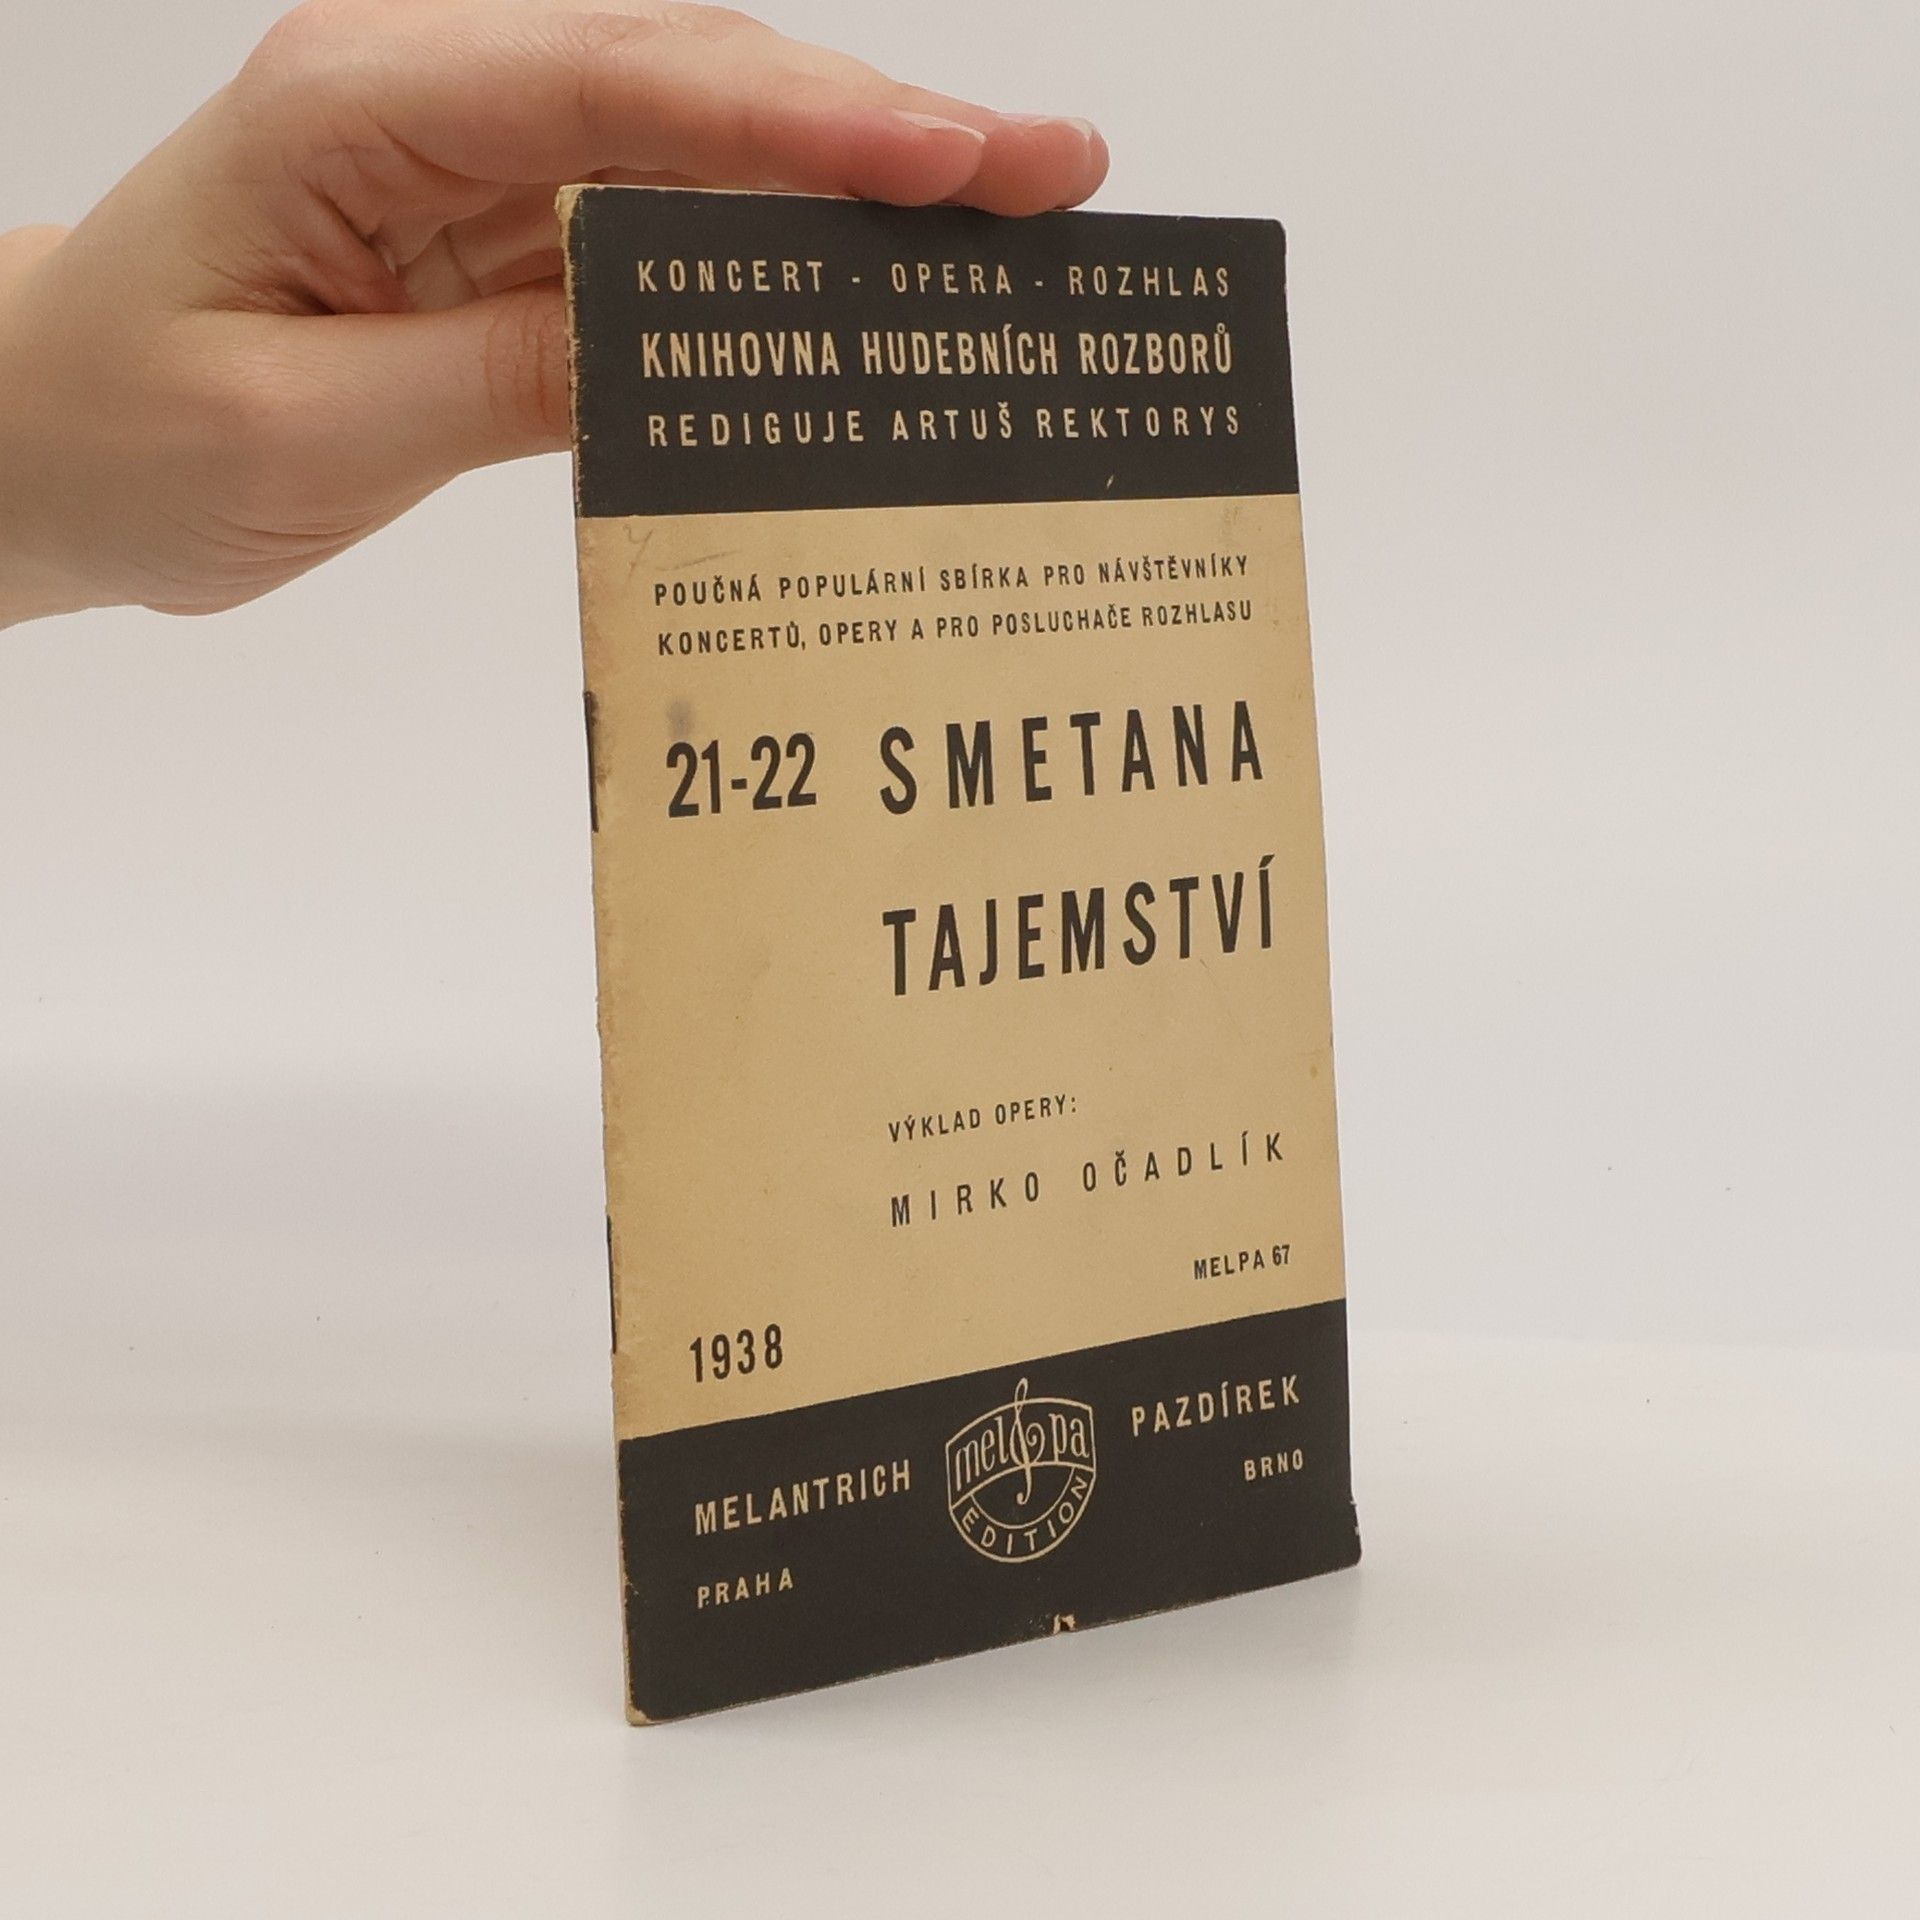 KONCERT - OPERA - ROZHLAS
KNIHOVNA HUDEBNÍCH ROZBORŮ
REDIGUJE ARTUŠ REKTORYS
POUČNÁ POPULÁRNÍ SBÍRKA PRO NÁVŠTĚVNÍKY
KONCERTŮ, OPERY A PRO POSLUCHAČE ROZHLASU
21-22 SMETANA
TAJEMSTVÍ
VÝKLAD OPERY:
MIRKO OČADLÍK
MELPA 67
1938
MELANTRICH
PRAHA
melpa
EDITION
PAZDÍREK
BRNO